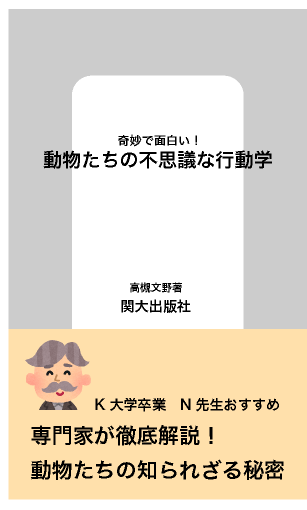 奇妙で面白い！
動物たちの不思議な行動学
高槻文野著
関大出版社
K 大学卒業　N 先生おすすめ
専門家が徹底解説！
動物たちの知られざる秘密